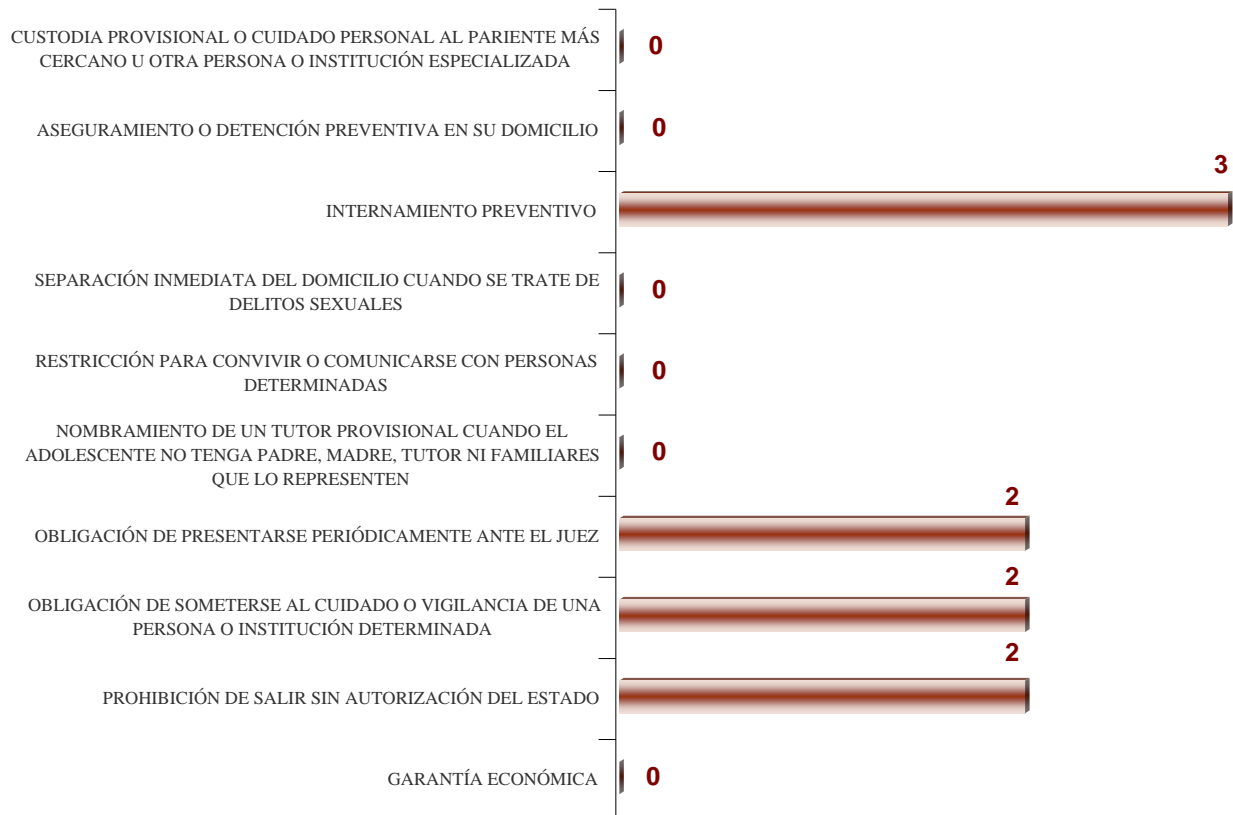 CUSTODIA PROVISIONAL O CUIDADO PERSONAL AL PARIENTE MÁS
CERCANO U OTRA PERSONA O INSTITUCIÓN ESPECIALIZADA
0
ASEGURAMIENTO O DETENCIÓN PREVENTIVA EN SU DOMICILIO
0
INTERNAMIENTO PREVENTIVO
3
SEPARACIÓN INMEDIATA DEL DOMICILIO CUANDO SE TRATE DE
DELITOS SEXUALES
0
RESTRICCIÓN PARA CONVIVIR O COMUNICARSE CON PERSONAS
DETERMINADAS
0
NOMBRAMIENTO DE UN TUTOR PROVISIONAL CUANDO EL
ADOLESCENTE NO TENGA PADRE, MADRE, TUTOR NI FAMILIARES
QUE LO REPRESENTEN
0
OBLIGACIÓN DE PRESENTARSE PERIÓDICAMENTE ANTE EL JUEZ
2
OBLIGACIÓN DE SOMETERSE AL CUIDADO O VIGILANCIA DE UNA
PERSONA O INSTITUCIÓN DETERMINADA
2
PROHIBICIÓN DE SALIR SIN AUTORIZACIÓN DEL ESTADO
2
GARANTÍA ECONÓMICA
0